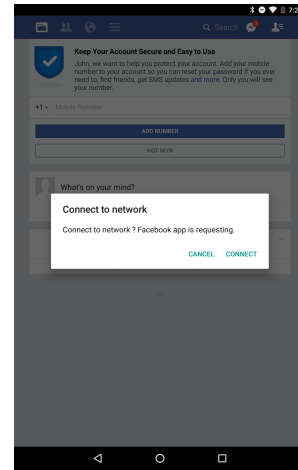 7:2
Search
Keep Your Account Secure and Easy to Use
John, we want to help you protect your account. Add your mobile
number to your account so you can reset your password if you ever
need to, find friends, get SMS updates and more. Only you will see
your number.
+1 Mobile Number
ADD NUMBER
NOT NOW
What's on your mind?
Connect to network
Connect to network ? Facebook app is requesting.
CANCEL CONNECT